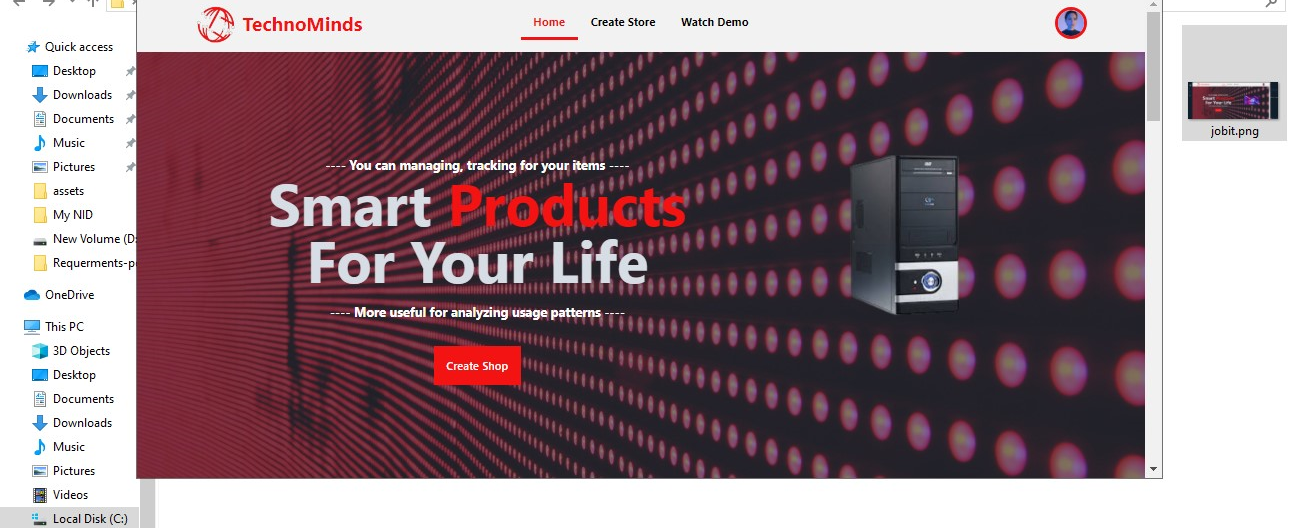 TechnoMinds
Home
Create Store
Watch Demo
Quick access
Desktop
Downloads
Documents
Music
Pictures
assets
My NID
New Volume (D:
Requerments-p
OneDrive
This PC
3D Objects
Desktop
Documents
Downloads
Music
Pictures
Videos
Local Disk (C:)
---- You can managing, tracking for your items ----
Smart Products
For Your Life
---- More useful for analyzing usage patterns ----
Create Shop
jobit.png